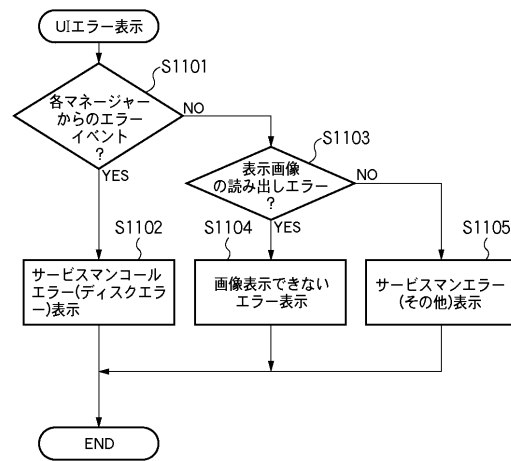 UIエラー表示
S1101
各マネージャー
からのエラー
イベント
?
NO
YES
S1103
表示画像
の読み出しエラー
?
NO
YES
S1102
サービスマンコール
エラー(ディスクエラ
ー)表示
S1104
画像表示できない
エラー表示
S1105
サービスマンエラー
(その他)表示
END